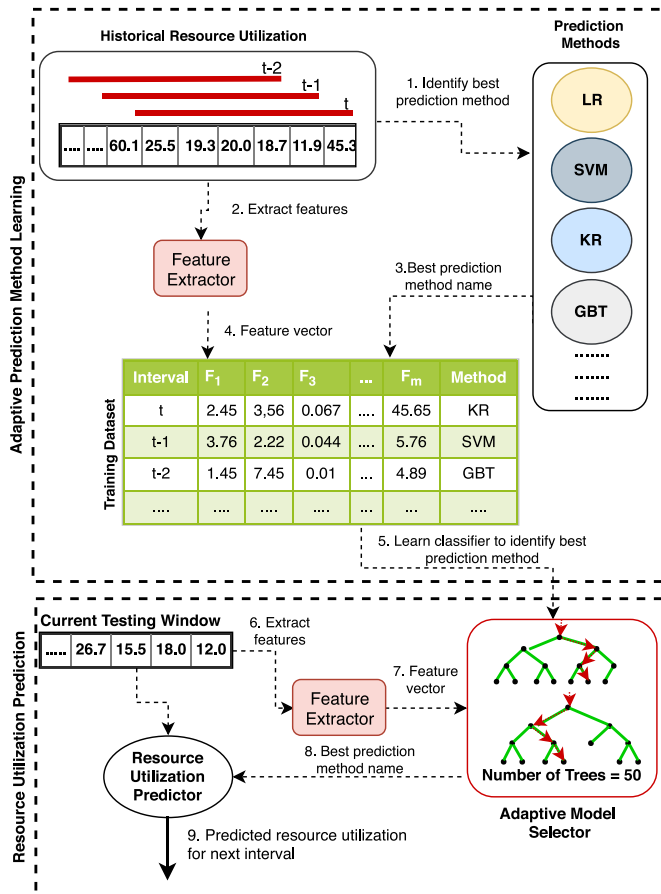 Historical Resource Utilization
Prediction
Methods
t-2
t-1
t
.... .... 60.1 25.5 19.3 20.0 18.7 11.9 45.3
1. Identify best
prediction method
LR
SVM
KR
GBT
.......
.......
2. Extract features
Feature
Extractor
3.Best prediction
method name
4. Feature vector
Adaptive Prediction Method Learning
Training Dataset
Interval F1 F2 F3 ... Fm Method
t 2.45 3,56 0.067 .... 45.65 KR
t-1 3.76 2.22 0.044 .... 5.76 SVM
t-2 1.45 7.45 0.01 ... 4.89 GBT
.... .... .... .... ... ... ....
5. Learn classifier to identify best
prediction method
Resource Utilization Prediction
Current Testing Window
..... 26.7 15.5 18.0 12.0
6. Extract
features
Feature
Extractor
7. Feature
vector
8. Best prediction
method name
Resource
Utilization
Predictor
Number of Trees = 50
Adaptive Model
Selector
9. Predicted resource utilization
for next interval